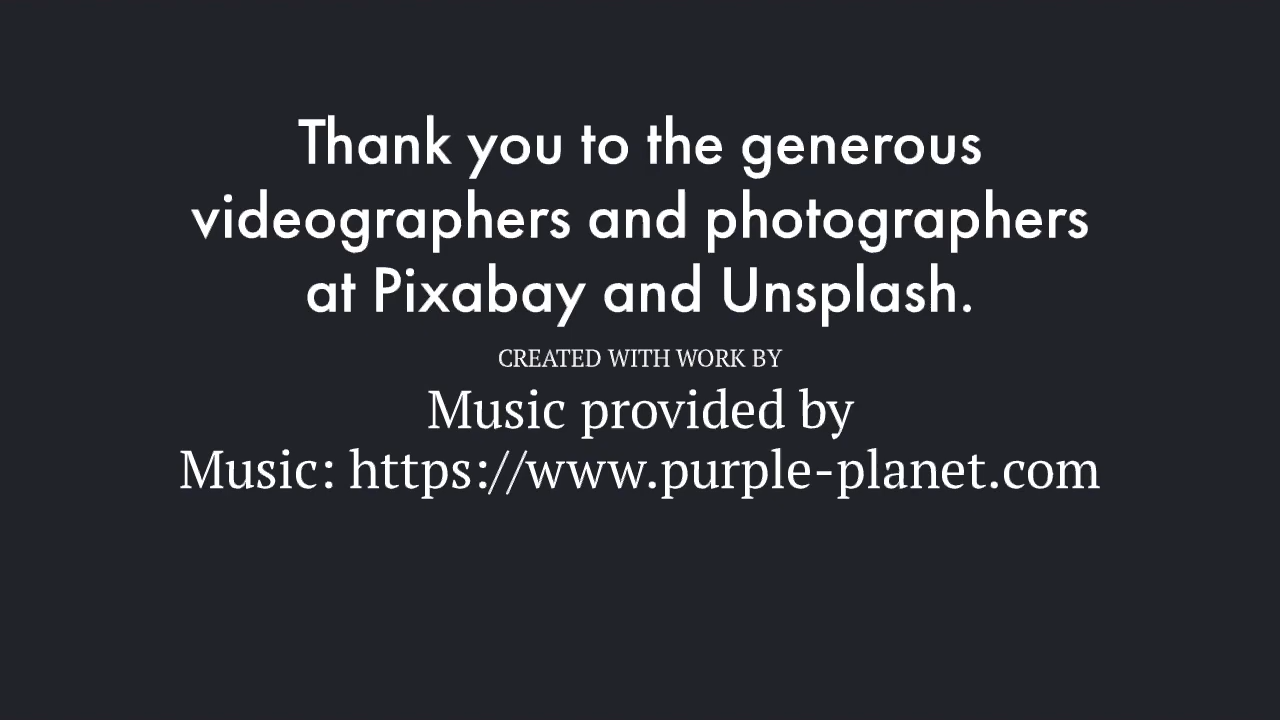 Thank you to the generous
videographers and photographers
at Pixabay and Unsplash.
CREATED WITH WORK BY
Music provided by
Music: https://www.purple-planet.com